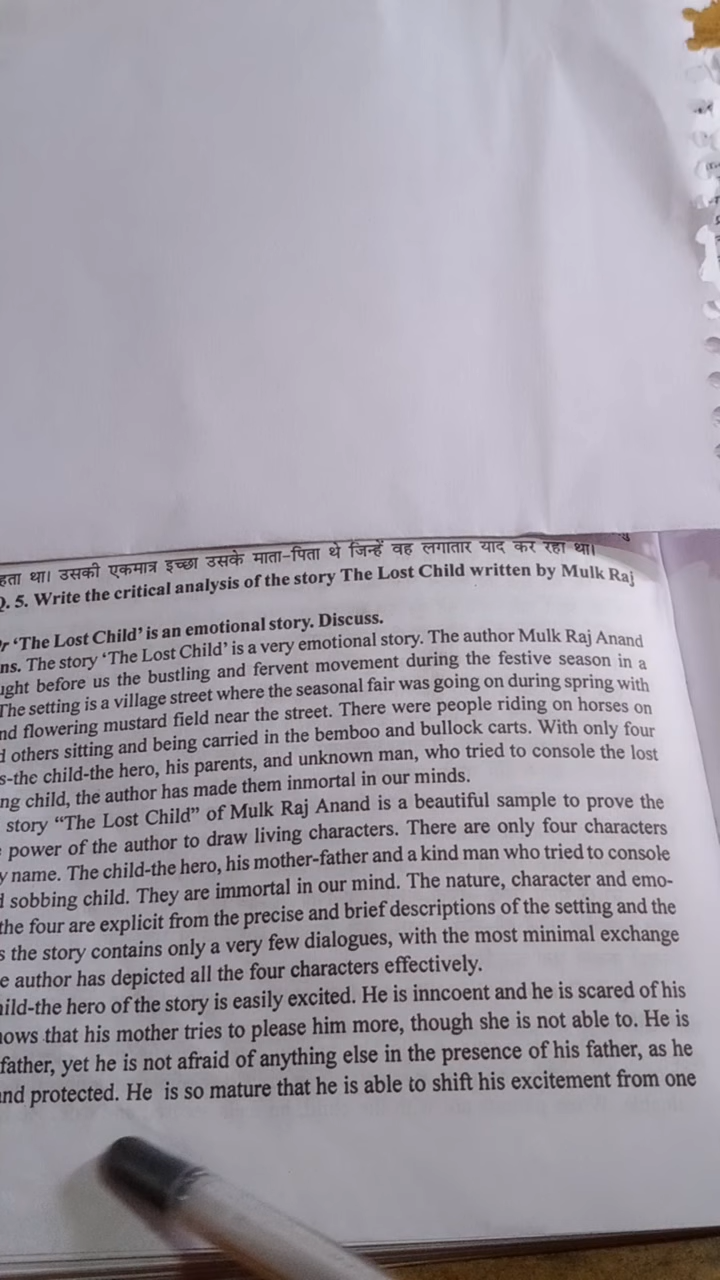 हता था। उसकी एकमात्र इच्छा उसके माता-पिता थे जिन्हें वह लगातार याद कर रहा था।
Q. 5. Write the critical analysis of the story The Lost Child written by Mulk Raj
Or 'The Lost Child' is an emotional story. Discuss.
ns. The story 'The Lost Child' is a very emotional story. The author Mulk Raj Anand
ught before us the bustling and fervent movement during the festive season in a
The setting is a village street where the seasonal fair was going on during spring with
nd flowering mustard field near the street. There were people riding on horses on
d others sitting and being carried in the bemboo and bullock carts. With only four
s-the child-the hero, his parents, and unknown man, who tried to console the lost
ng child, the author has made them inmortal in our minds.
story "The Lost Child" of Mulk Raj Anand is a beautiful sample to prove the
power of the author to draw living characters. There are only four characters
y name. The child-the hero, his mother-father and a kind man who tried to console
d sobbing child. They are immortal in our mind. The nature, character and emo-
the four are explicit from the precise and brief descriptions of the setting and the
s the story contains only a very few dialogues, with the most minimal exchange
e author has depicted all the four characters effectively.
hild-the hero of the story is easily excited. He is inncoent and he is scared of his
nows that his mother tries to please him more, though she is not able to. He is
father, yet he is not afraid of anything else in the presence of his father, as he
and protected. He is so mature that he is able to shift his excitement from one